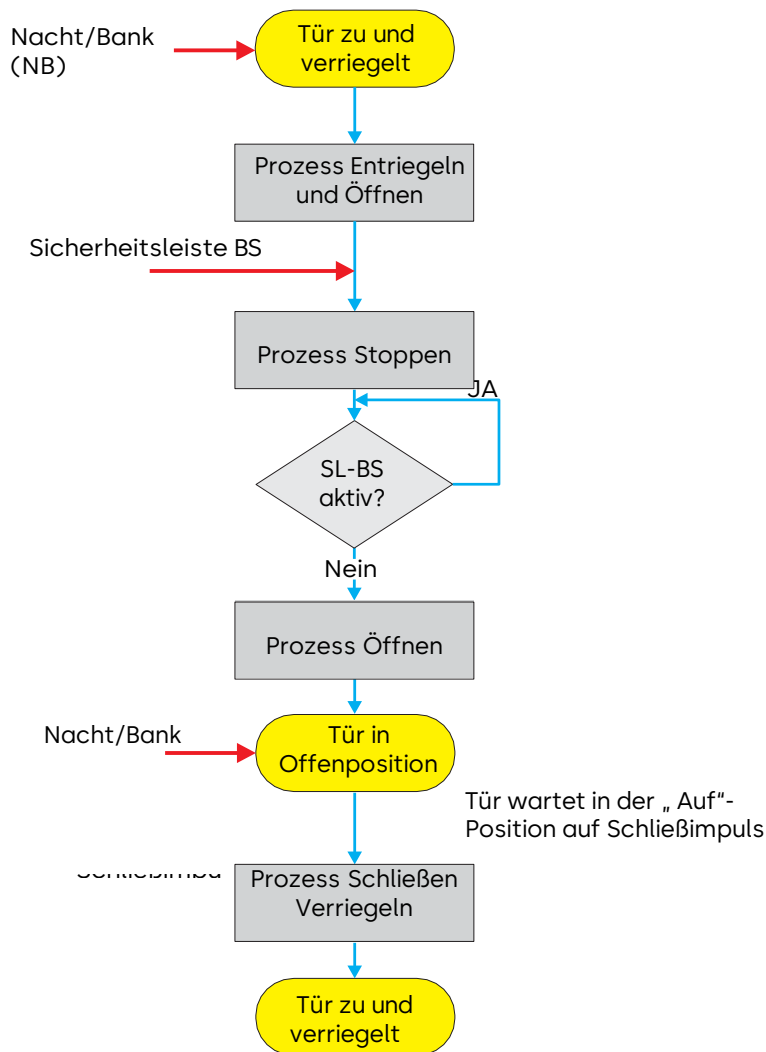 Nacht/Bank
(NB)
Tür zu und
verriegelt
Prozess Entriegeln
und Öffnen
Sicherheitsleiste BS
Prozess Stoppen
JA
SL-BS
aktiv?
Nein
Prozess Öffnen
Nacht/Bank
Tür in
Offenposition
Tür wartet in der „ Auf“-
Position auf Schließimpuls
Prozess Schließen
Verriegeln
Tür zu und
verriegelt